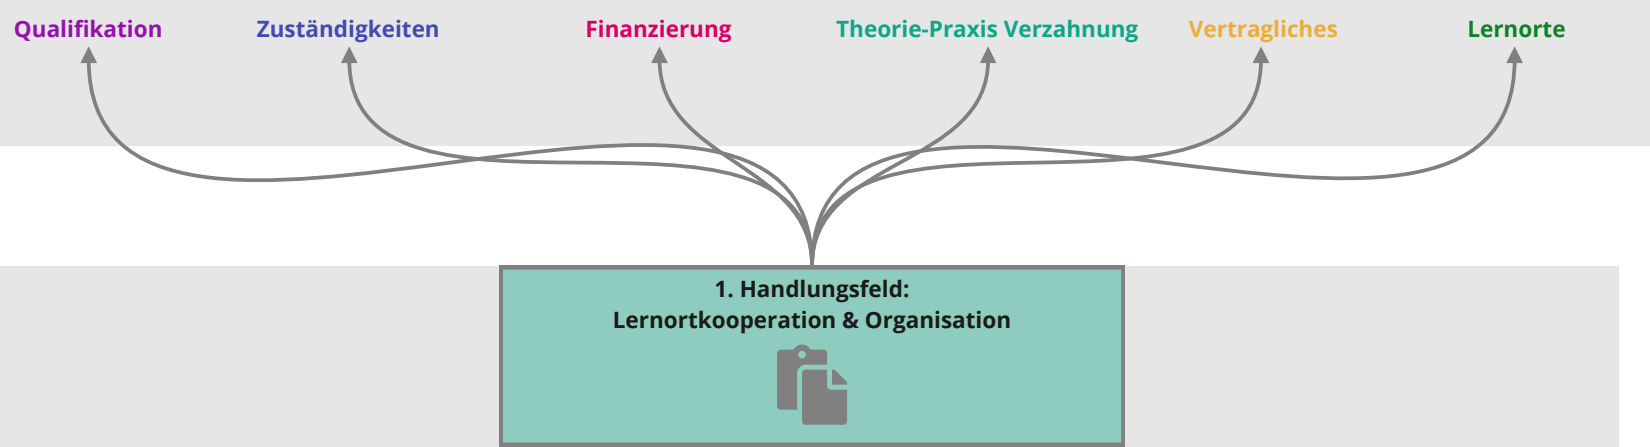 Qualifikation
Zuständigkeiten
Finanzierung
Theorie-Praxis Verzahnung
Vertragliches
Lernorte
1. Handlungsfeld:
Lernortkooperation & Organisation